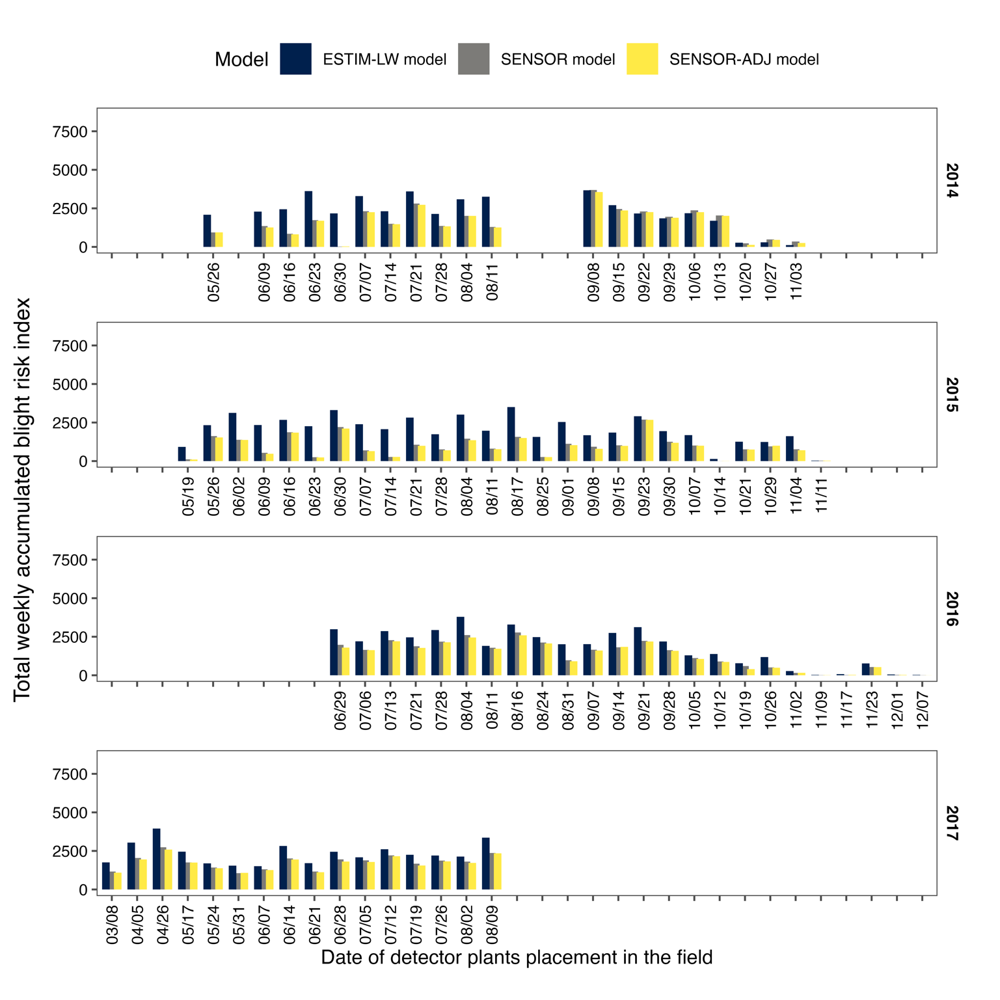 Model ESTIM-LW model SENSOR model SENSOR-ADJ model
Total weekly accumulated blight risk index
7500
5000
2500
0
2014
05/26 06/09 06/16 06/23 06/30 07/07 07/14 07/21 07/28 08/04 08/11 09/08 09/15 09/22 09/29 10/06 10/13 10/20 10/27 11/03
7500
5000
2500
0
2015
05/19 05/26 06/02 06/09 06/16 06/23 06/30 07/07 07/14 07/21 07/28 08/04 08/11 08/17 08/25 09/01 09/08 09/15 09/23 09/30 10/07 10/14 10/21 10/29 11/04 11/11
7500
5000
2500
0
2016
06/29 07/06 07/13 07/21 07/28 08/04 08/11 08/16 08/24 08/31 09/07 09/14 09/21 09/28 10/05 10/12 10/19 10/26 11/02 11/09 11/17 11/23 12/01 12/07
7500
5000
2500
0
2017
03/08 04/05 04/26 05/17 05/24 05/31 06/07 06/14 06/21 06/28 07/05 07/12 07/19 07/26 08/02 08/09
Date of detector plants placement in the field